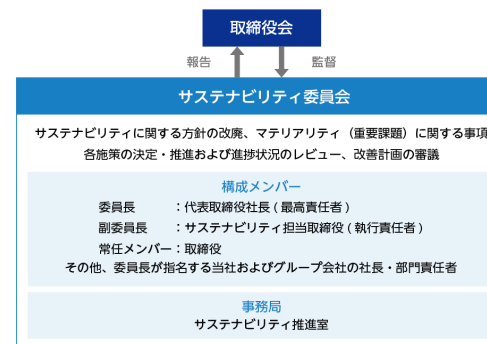 取締役会
報告 監督
サステナビリティ委員会
サステナビリティに関する方針の改廃、マテリアリティ（重要課題）に関する事項
各施策の決定・推進および進捗状況のレビュー、改善計画の審議
構成メンバー
委員長 ：代表取締役社長 ( 最高責任者 )
副委員長 ：サステナビリティ担当取締役 ( 執行責任者 )
常任メンバー：取締役
その他、委員長が指名する当社およびグループ会社の社長・部門責任者
事務局
サステナビリティ推進室